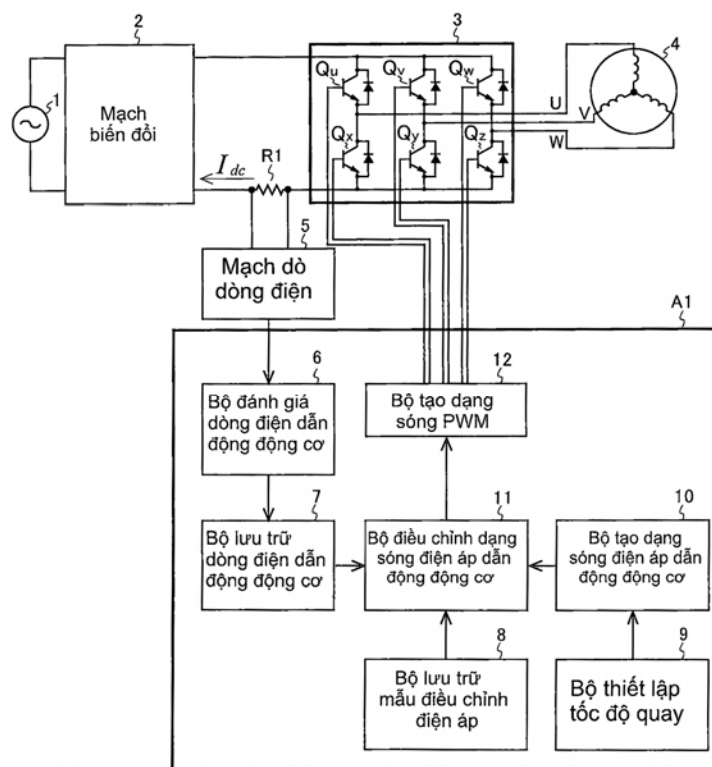 2
3
4
1
Mạch
biến đổi
Qu
Qv
Qw
Qx
Qy
Qz
U
V
W
Idc
R1
5
Mạch dò
dòng điện
A1
6
Bộ đánh giá
dòng điện dẫn
động động cơ
12
Bộ tạo dạng
sóng PWM
7
Bộ lưu trữ
dòng điện dẫn
động động cơ
11
Bộ điều chỉnh dạng
sóng điện áp dẫn
động động cơ
10
Bộ tạo dạng
sóng điện áp dẫn
động động cơ
8
Bộ lưu trữ
mẫu điều chỉnh
điện áp
9
Bộ thiết lập
tốc độ quay